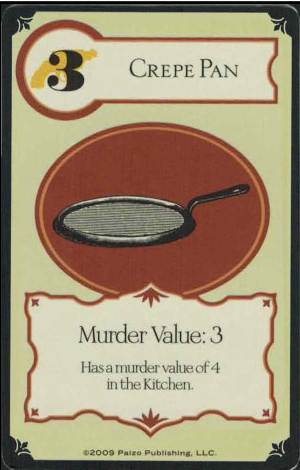 3
CREPE PAN
Murder Value: 3
Has a murder value of 4
in the Kitchen.
©2009 Paizo Publishing, LLC.